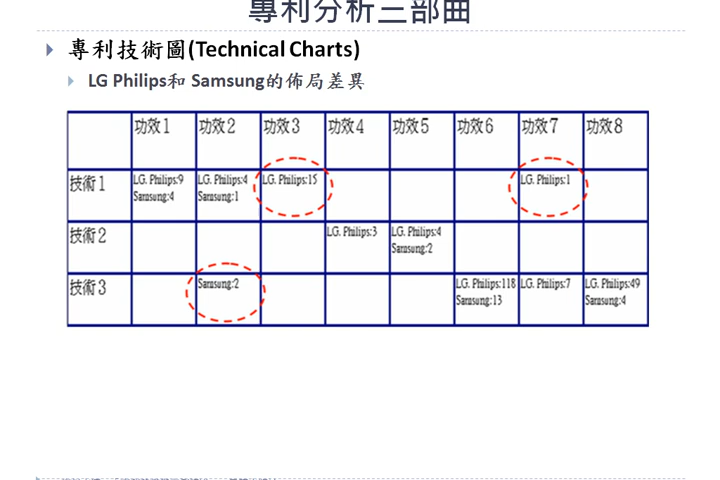 專利分析三部曲
專利技術圖(Technical Charts)
LG Philips和 Samsung的佈局差異
功效1 功效2 功效3 功效4 功效5 功效6 功效7 功效8
技術1 LG. Philips:9 LG. Philips:4 LG. Philips:15 LG. Philips:1
Samsung:4 Samsung:1
技術2 LG. Philips:3 LG. Philips:4
Samsung:2
技術3 Samsung:2 LG. Philips:118 LG. Philips:7 LG. Philips:49
Samsung:13 Samsung:4